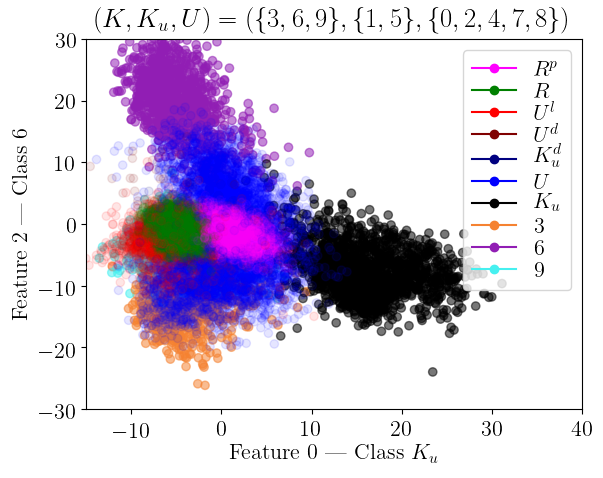 (K, K_u, U) = ({3, 6, 9}, {1, 5}, {0, 2, 4, 7, 8})
30
20
10
0
−10
−20
−30
Feature 2 — Class 6
R^p
R
U^l
U^d
K_u^d
U
K_u
3
6
9
−10
0
10
20
30
40
Feature 0 — Class K_u